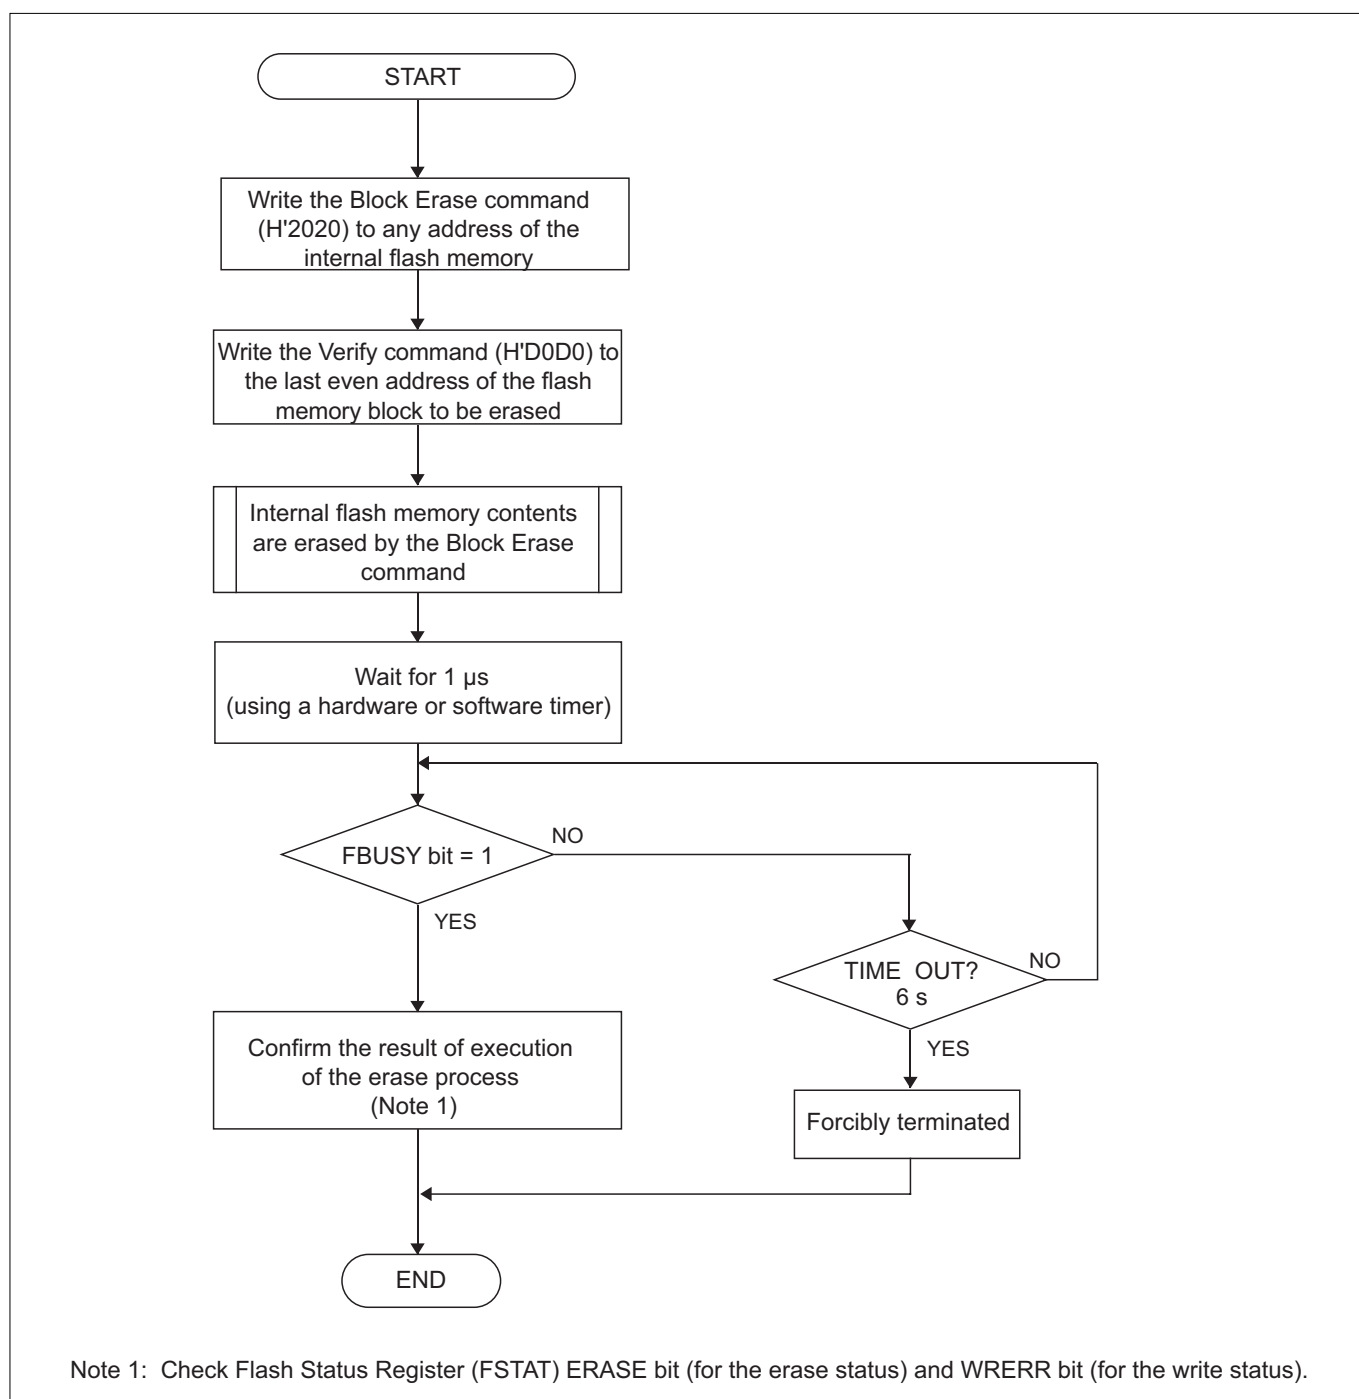 START
Write the Block Erase command
(H'2020) to any address of the
internal flash memory
Write the Verify command (H'D0D0) to
the last even address of the flash
memory block to be erased
Internal flash memory contents
are erased by the Block Erase
command
Wait for 1 µs
(using a hardware or software timer)
FBUSY bit = 1
NO
YES
TIME OUT?
6 s
NO
YES
Confirm the result of execution
of the erase process
(Note 1)
Forcibly terminated
END
Note 1: Check Flash Status Register (FSTAT) ERASE bit (for the erase status) and WRERR bit (for the write status).